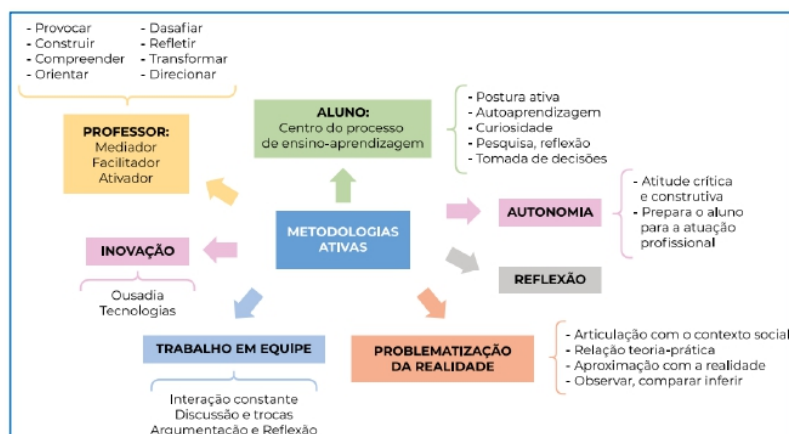 - Provocar
- Construir
- Compreender
- Orientar
- Dasafiar
- Refletir
- Transformar
- Direcionar
PROFESSOR:
Mediador
Facilitador
Ativador
ALUNO:
Centro do processo
de ensino-aprendizagem
- Postura ativa
- Autoaprendizagem
- Curiosidade
- Pesquisa, reflexão
- Tomada de decisões
METODOLOGIAS
ATIVAS
AUTONOMIA
- Atitude crítica
e construtiva
- Prepara o aluno
para a atuação
profissional
INOVAÇÃO
Ousadia
Tecnologias
REFLEXÃO
TRABALHO EM EQUIPE
Interação constante
Discussão e trocas
Argumentação e Reflexão
PROBLEMATIZAÇÃO
DA REALIDADE
- Articulação com o contexto social
- Relação teoria-prática
- Aproximação com a realidade
- Observar, comparar inferir